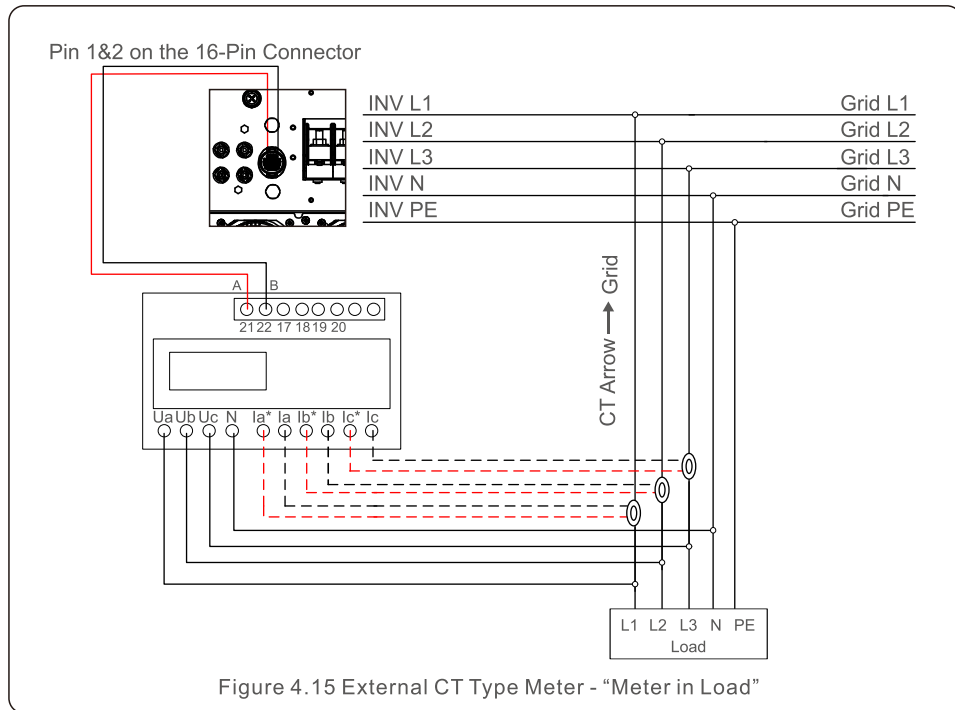 Pin 1&2 on the 16-Pin Connector
INV L1 Grid L1
INV L2 Grid L2
INV L3 Grid L3
INV N Grid N
INV PE Grid PE
CT Arrow → Grid
A B
21 22 17 18 19 20
Ua Ub Uc N Ia* Ia Ib* Ib Ic* Ic
L1 L2 L3 N PE
Load
Figure 4.15 External CT Type Meter - “Meter in Load”